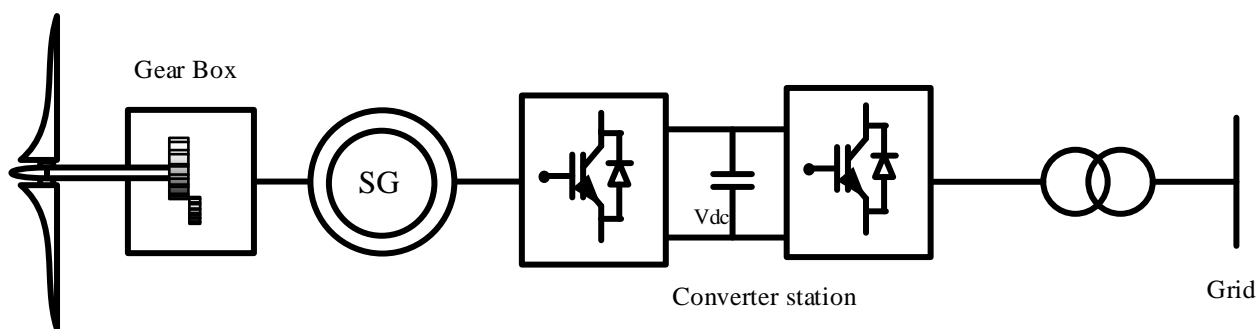 Gear Box
SG
Vdc
Converter station
Grid